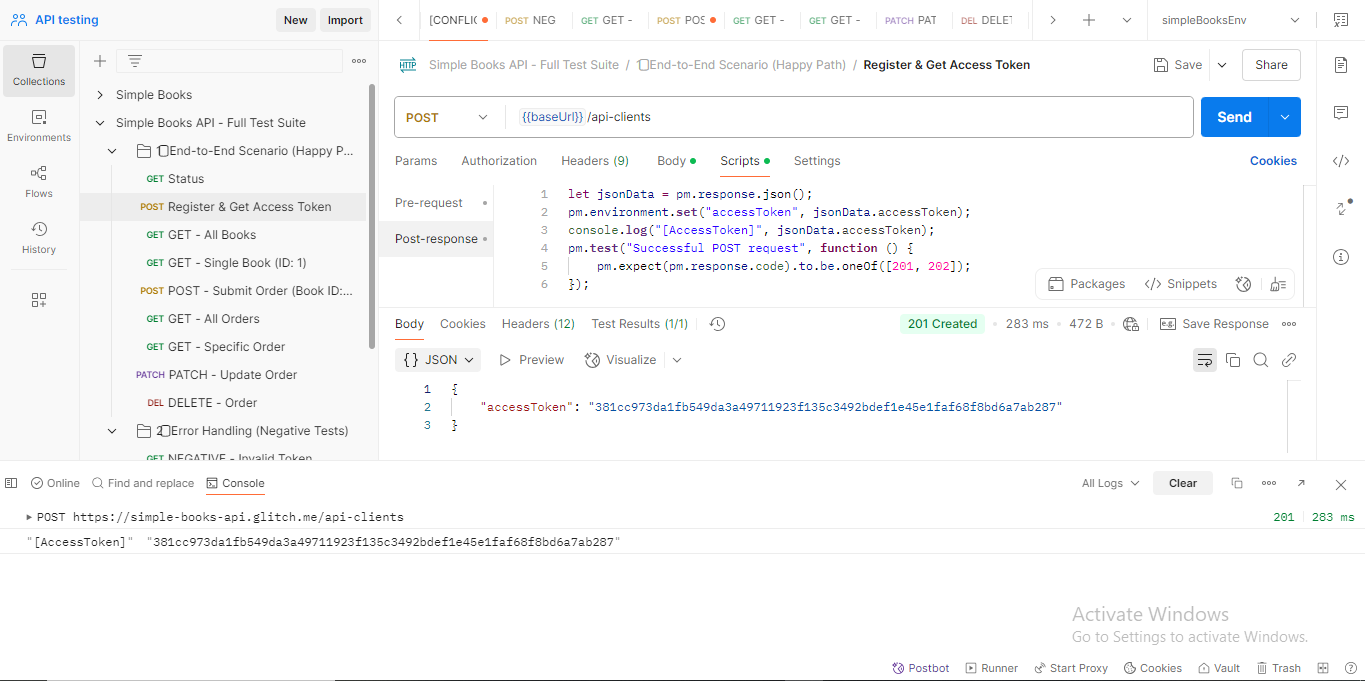 API testing New Import
[CONFLIC POST NEG GET GET - POST POS GET GET - GET GET - PATCH PAT DEL DELET simpleBooksEnv
Collections
Environments
Flows
History
Simple Books
Simple Books API - Full Test Suite
1 End-to-End Scenario (Happy P...
GET Status
POST Register & Get Access Token
GET GET - All Books
GET GET - Single Book (ID: 1)
POST POST - Submit Order (Book ID:...
GET GET - All Orders
GET GET - Specific Order
PATCH PATCH - Update Order
DEL DELETE - Order
2 Error Handling (Negative Tests)
GET NEGATIVE - Invalid Token
HTTP Simple Books API - Full Test Suite / 1 End-to-End Scenario (Happy Path) / Register & Get Access Token Save Share
POST {{baseUrl}} /api-clients Send
Params Authorization Headers (9) Body Scripts Settings Cookies
Pre-request
Post-response
1 let jsonData = pm.response.json();
2 pm.environment.set("accessToken", jsonData.accessToken);
3 console.log("[AccessToken]", jsonData.accessToken);
4 pm.test("Successful POST request", function () {
5 pm.expect(pm.response.code).to.be.oneOf([201, 202]);
6 });
Packages </> Snippets
Body Cookies Headers (12) Test Results (1/1) 201 Created 283 ms 472 B e.g. Save Response
{} JSON Preview Visualize
1 {
2 "accessToken": "381cc973da1fb549da3a49711923f135c3492bdef1e45e1faf68f8bd6a7ab287"
3 }
Online Find and replace Console All Logs Clear
POST https://simple-books-api.glitch.me/api-clients 201 283 ms
"[AccessToken]" "381cc973da1fb549da3a49711923f135c3492bdef1e45e1faf68f8bd6a7ab287"
Activate Windows
Go to Settings to activate Windows.
Postbot Runner Start Proxy Cookies Vault Trash